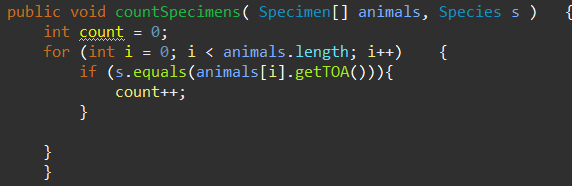 public void countSpecimens( Specimen[] animals, Species s ) {
int count = 0;
for (int i = 0; i < animals.length; i++) {
if (s.equals(animals[i].getTOA())){
count++;
}
}
}